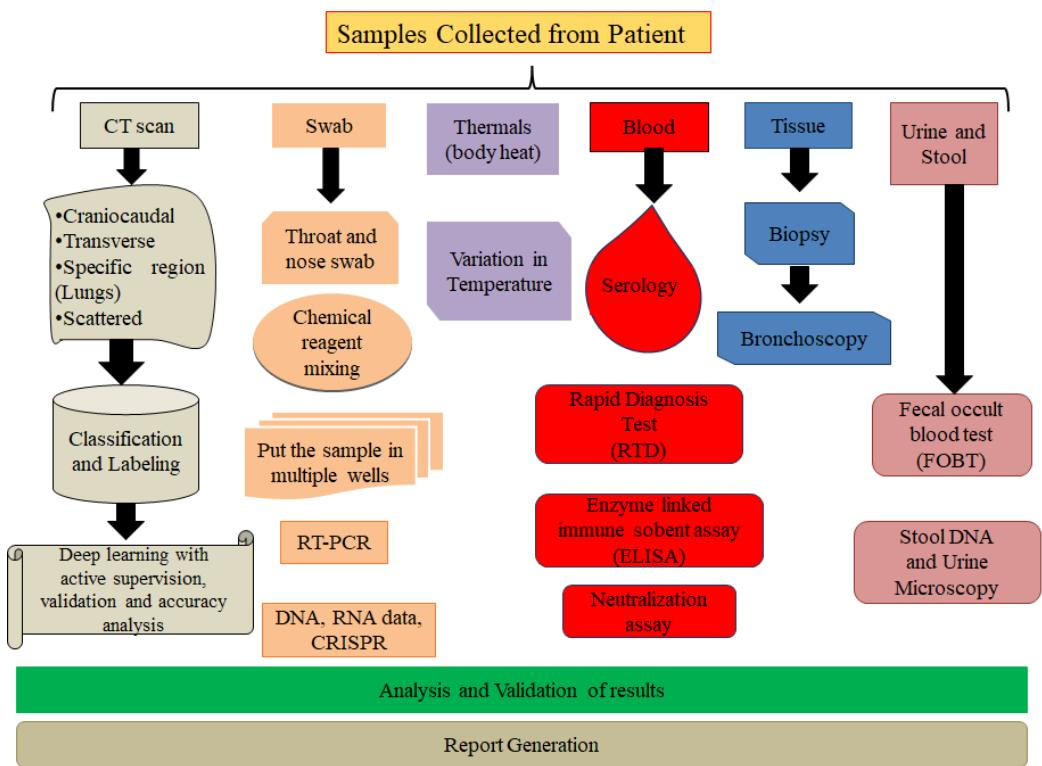 Samples Collected from Patient
CT scan
•Craniocaudal
•Transverse
•Specific region
(Lungs)
•Scattered
Classification
and Labeling
Deep learning with
active supervision,
validation and accuracy
analysis
Swab
Throat and
nose swab
Chemical
reagent
mixing
Put the sample in
multiple wells
RT-PCR
DNA, RNA data,
CRISPR
Thermals
(body heat)
Variation in
Temperature
Blood
Serology
Rapid Diagnosis
Test
(RTD)
Enzyme linked
immune sobent assay
(ELISA)
Neutralization
assay
Tissue
Biopsy
Bronchoscopy
Urine and
Stool
Fecal occult
blood test
(FOBT)
Stool DNA
and Urine
Microscopy
Analysis and Validation of results
Report Generation